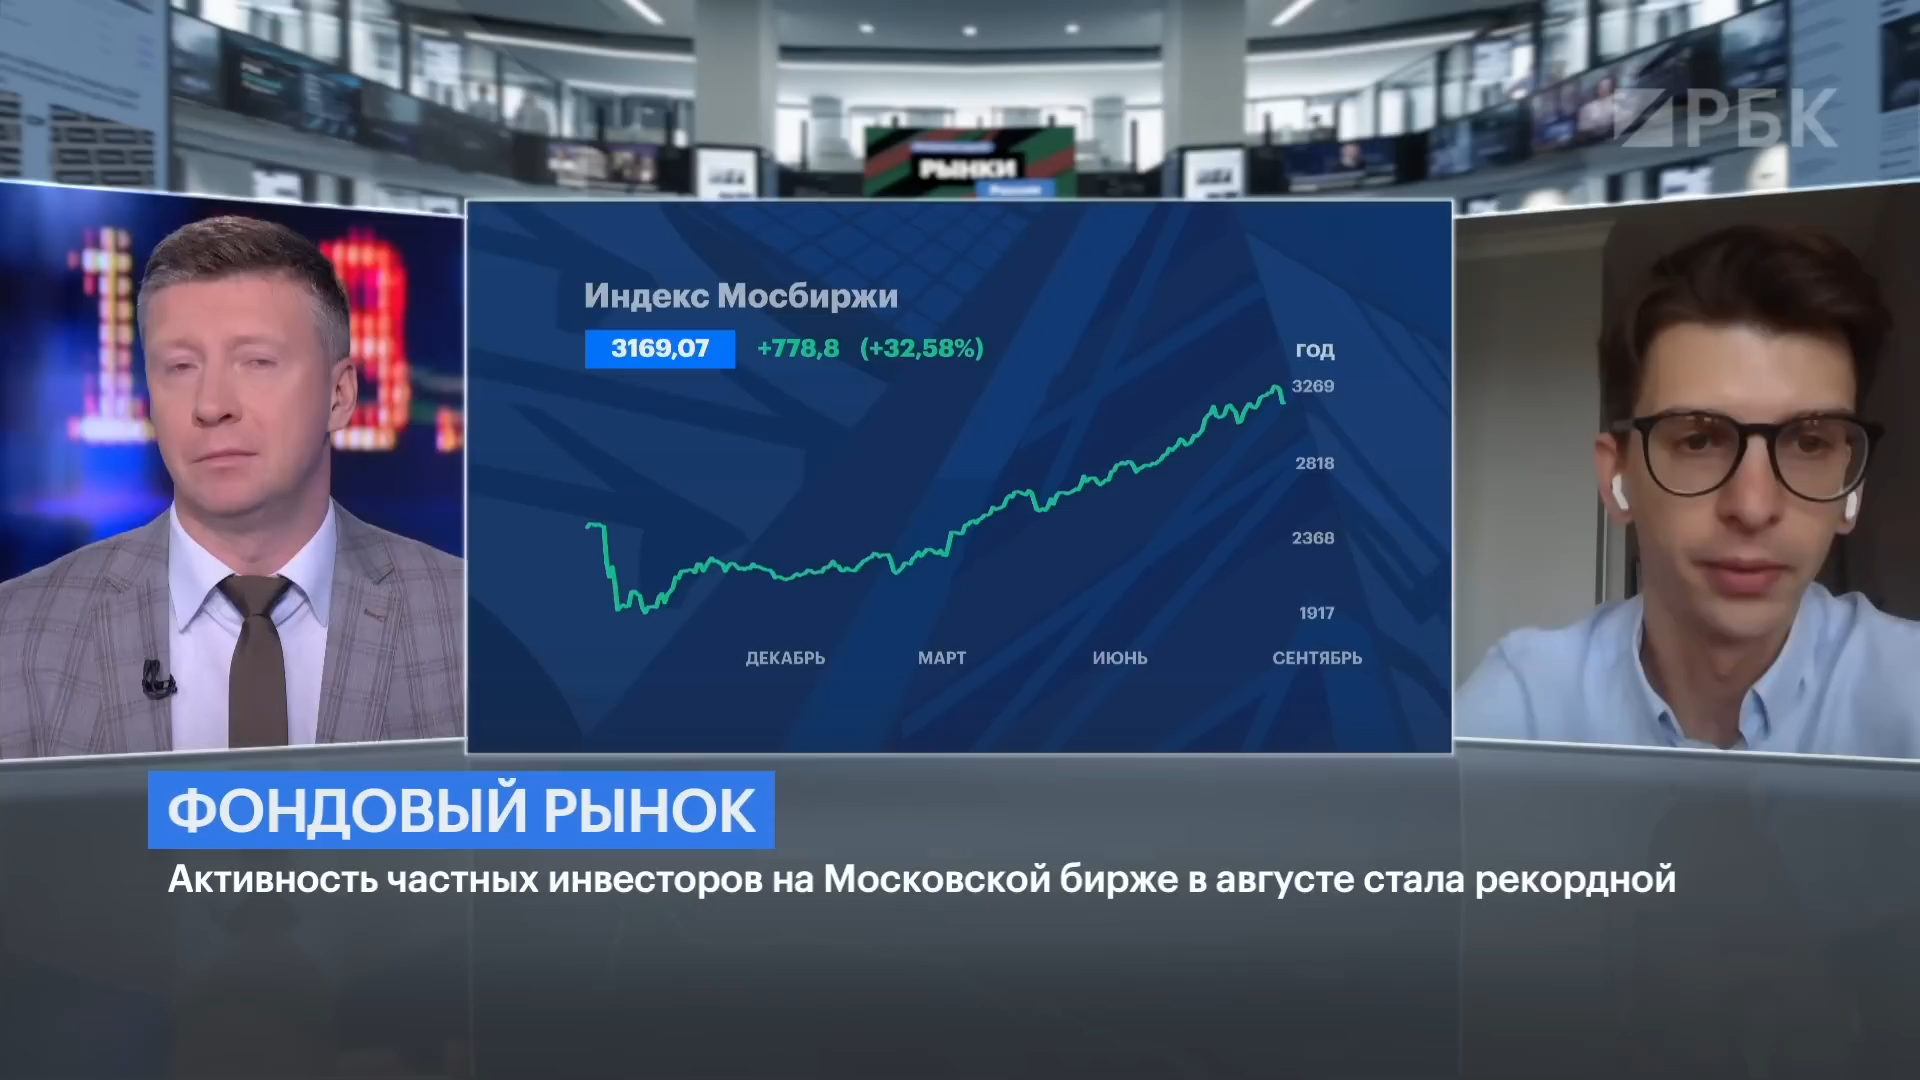 РБК
РЫНКИ
Индекс Мосбиржи
3169,07 +778,8 (+32,58%)
ГОД
3269
2818
2368
1917
ДЕКАБРЬ МАРТ ИЮНЬ СЕНТЯБРЬ
ФОНДОВЫЙ РЫНОК
Активность частных инвесторов на Московской бирже в августе стала рекордной